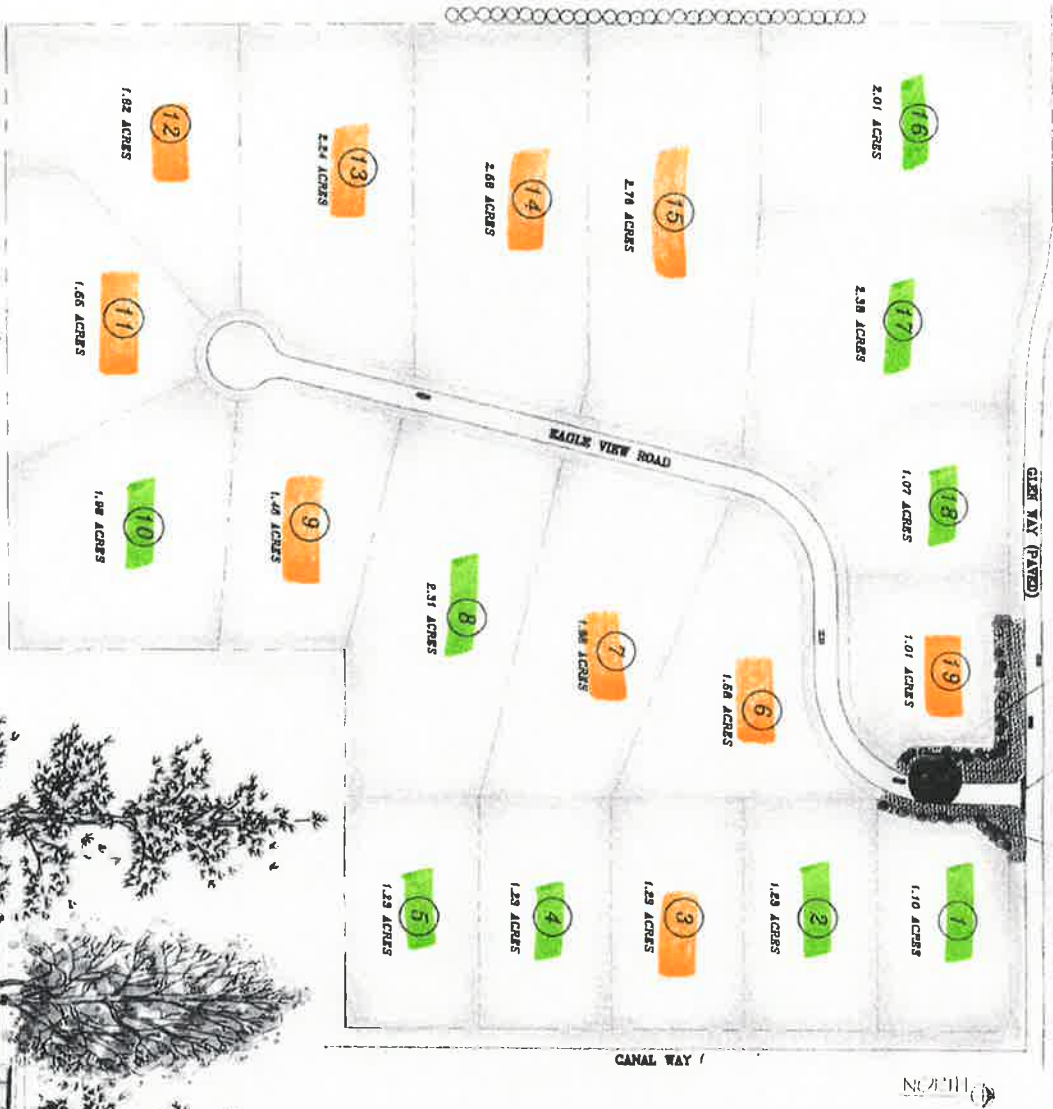 16
2.01 ACRES
12
1.82 ACRES
13
2.24 ACRES
14
2.68 ACRES
15
2.76 ACRES
17
2.38 ACRES
11
1.65 ACRES
EAGLE VIEW ROAD
GLEN WAY (PAVED)
18
1.07 ACRES
10
1.98 ACRES
9
1.48 ACRES
8
2.31 ACRES
7
ACRES
19
1.01 ACRES
6
1.58 ACRES
5
1.23 ACRES
4
1.23 ACRES
3
1.23 ACRES
2
1.23 ACRES
1
1.10 ACRES
CANAL WAY